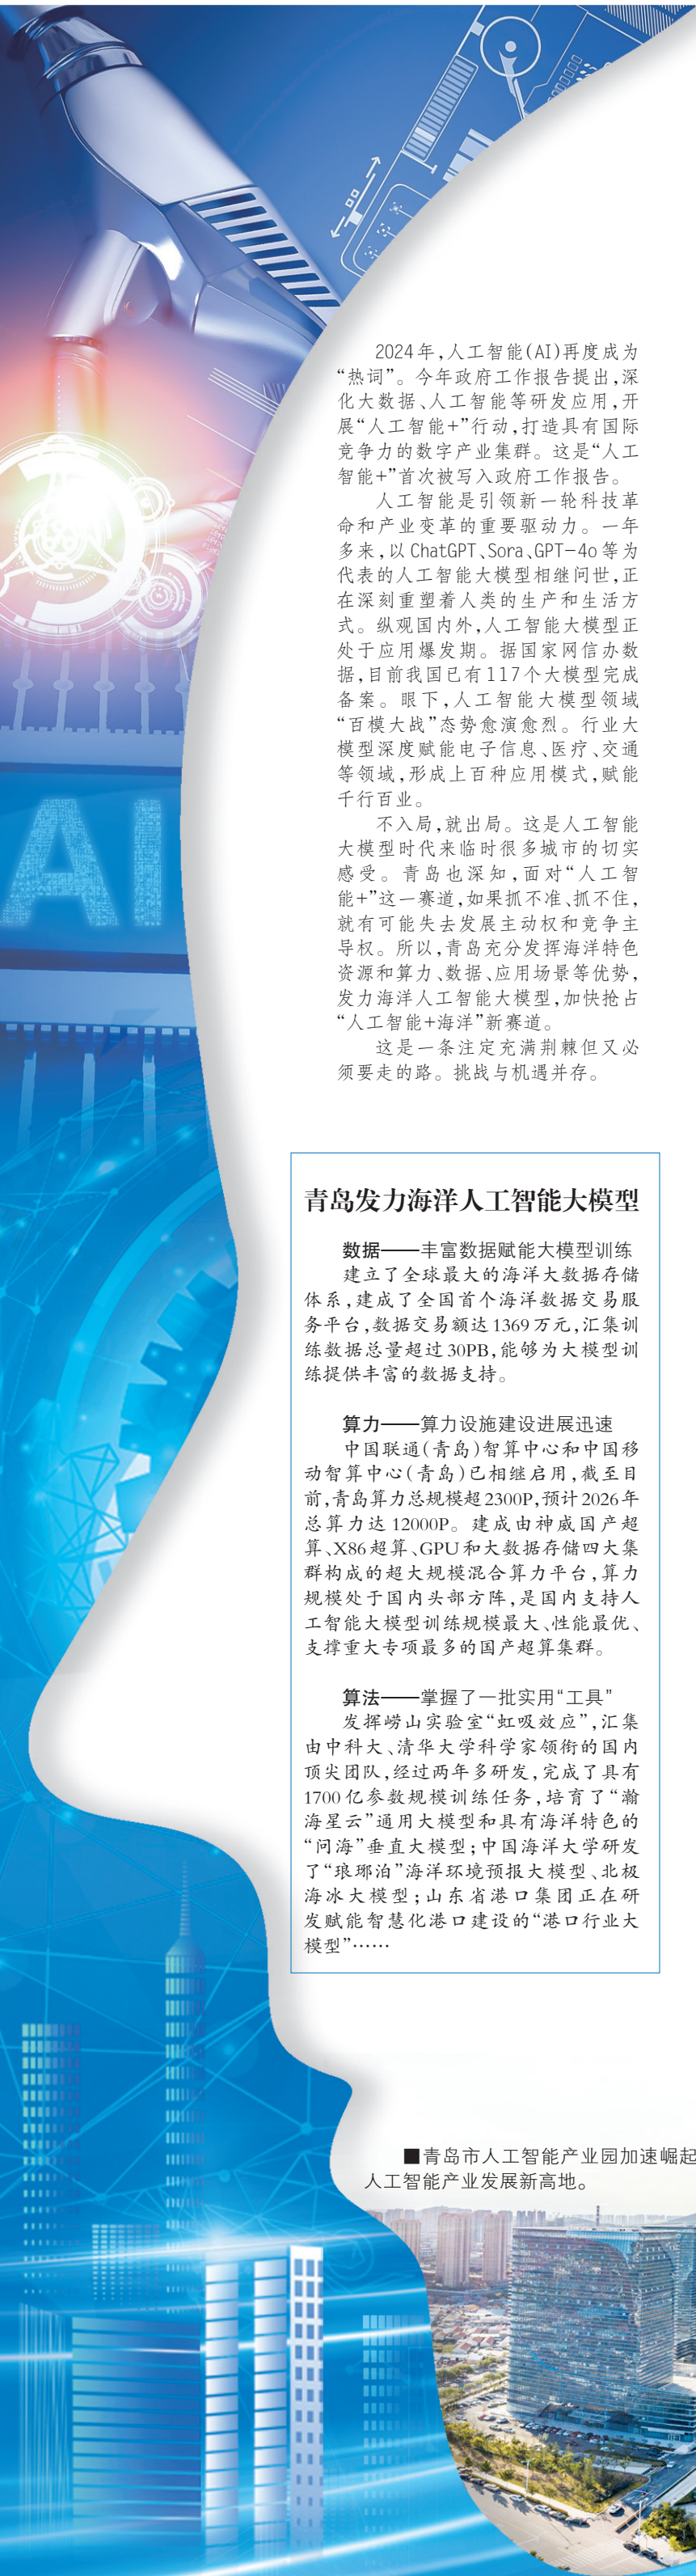 2024年,人工智能(AI)再度成为
“热词”。今年政府工作报告提出,深
化大数据、人工智能等研发应用,开
展“人工智能+”行动,打造具有国际
竞争力的数字产业集群。这是“人工
智能+”首次被写入政府工作报告。
人工智能是引领新一轮科技革
命和产业变革的重要驱动力。一年
多来,以ChatGPT、Sora、GPT-4o等为
代表的人工智能大模型相继问世,正
在深刻重塑着人类的生产和生活方
式。纵观国内外,人工智能大模型正
处于应用爆发期。据国家网信办数
据,目前我国已有117个大模型完成
备案。眼下,人工智能大模型领域
“百模大战”态势愈演愈烈。行业大
模型深度赋能电子信息、医疗、交通
等领域,形成上百种应用模式,赋能
千行百业。
不入局,就出局。这是人工智能
大模型时代来临时很多城市的切实
感受。青岛也深知,面对“人工智
能+”这一赛道,如果抓不准、抓不住,
就有可能失去发展主动权和竞争主
导权。所以,青岛充分发挥海洋特色
资源和算力、数据、应用场景等优势,
发力海洋人工智能大模型,加快抢占
“人工智能+海洋”新赛道。
这是一条注定充满荆棘但又必
须要走的路。挑战与机遇并存。
AI
青岛发力海洋人工智能大模型
数据——丰富数据赋能大模型训练
建立了全球最大的海洋大数据存储
体系,建成了全国首个海洋数据交易服
务平台,数据交易额达1369万元,汇集训
练数据总量超过30PB,能够为大模型训
练提供丰富的数据支持。
算力——算力设施建设进展迅速
中国联通(青岛)智算中心和中国移
动智算中心(青岛)已相继启用,截至目
前,青岛算力总规模超2300P,预计2026年
总算力达12000P。建成由神威国产超
算、X86超算、GPU和大数据存储四大集
群构成的超大规模混合算力平台,算力
规模处于国内头部方阵,是国内支持人
工智能大模型训练规模最大、性能最优、
支撑重大专项最多的国产超算集群。
算法——掌握了一批实用“工具”
发挥崂山实验室“虹吸效应”,汇集
由中科大、清华大学科学家领衔的国内
顶尖团队,经过两年多研发,完成了具有
1700亿参数规模训练任务,培育了“瀚
海星云”通用大模型和具有海洋特色的
“问海”垂直大模型;中国海洋大学研发
了“琅琊泊”海洋环境预报大模型、北极
海冰大模型;山东省港口集团正在研
发赋能智慧化港口建设的“港口行业大
模型”……
■青岛市人工智能产业园加速崛起
人工智能产业发展新高地。